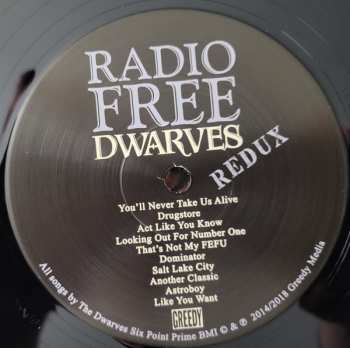 RADIO
FREE
DWARVES
REDUX
You'll Never Take Us Alive
Drugstore
Act Like You Know
Looking Out For Number One
That's Not My FEFU
Dominator
Salt Lake City
Another Classic
Astroboy
Like You Want
GREEDY
All songs by The Dwarves Six Point Prime BMI © & ℗ 2014/2018 Greedy Media